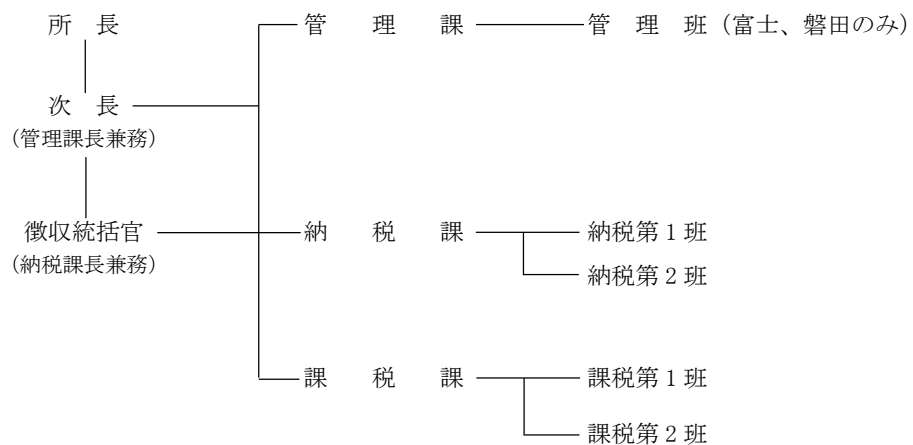 所　長　管　理　課　管　理　班（富士、磐田のみ）
次　長
（管理課長兼務）
徴収統括官　納　税　課　納税第１班
（納税課長兼務）
納税第２班
課　税　課　課税第１班
課税第２班